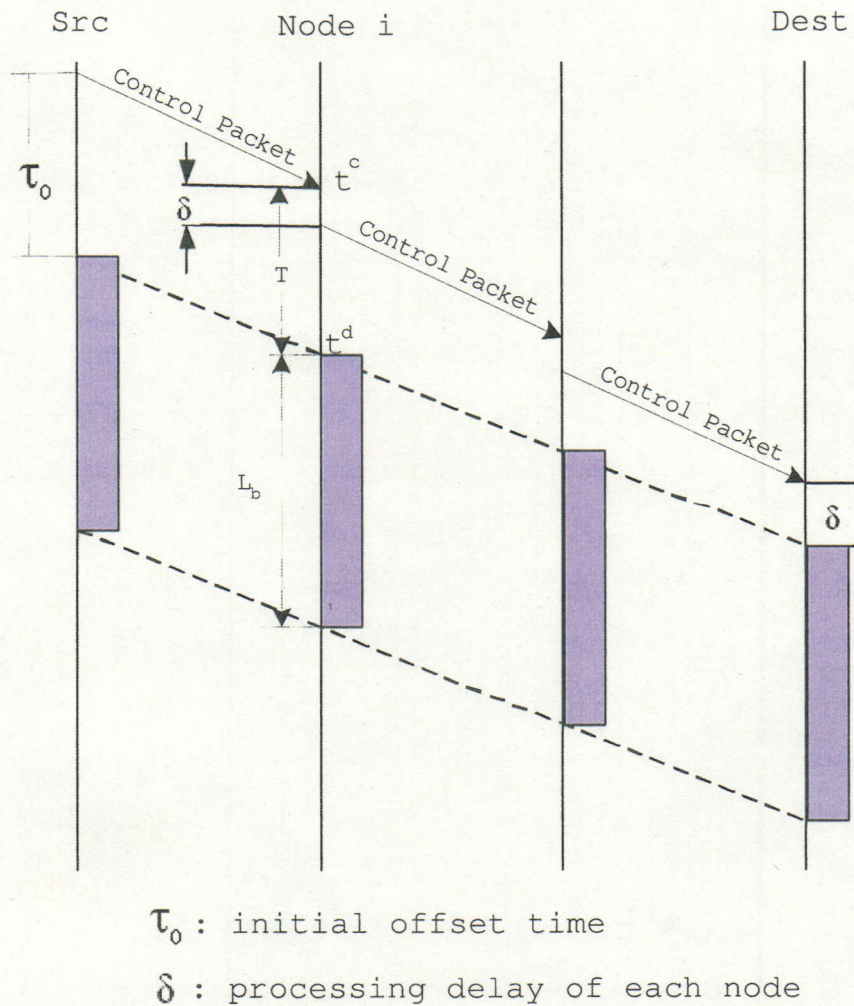 Src Node i Dest
Control Packet
τ₀
t^c
δ
Control Packet
T
t^d
Control Packet
L_b
δ
τ₀ : initial offset time
δ : processing delay of each node